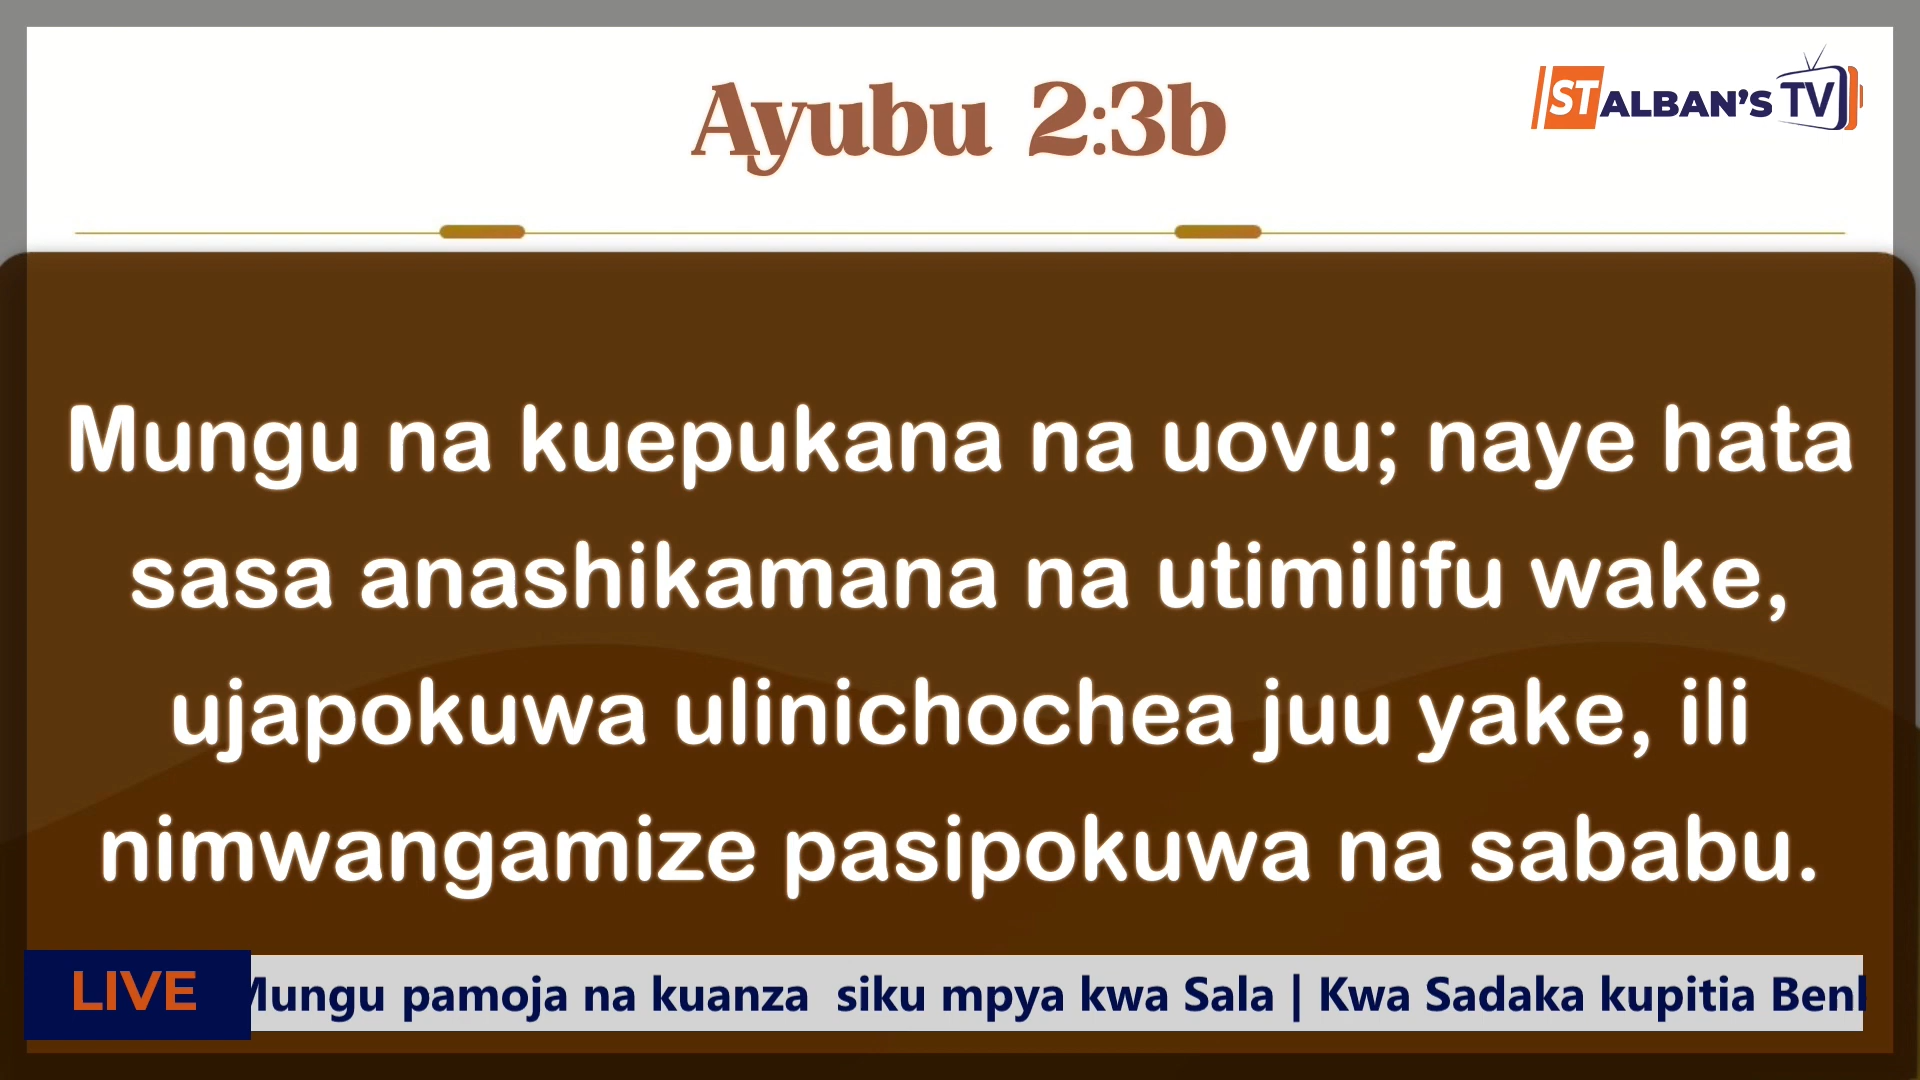 Ayubu 2:3b
ST ALBAN'S TV
Mungu na kuepukana na uovu; naye hata
sasa anashikamana na utimilifu wake,
ujapokuwa ulinichochea juu yake, ili
nimwangamize pasipokuwa na sababu.
LIVE
Mungu pamoja na kuanza siku mpya kwa Sala | Kwa Sadaka kupitia